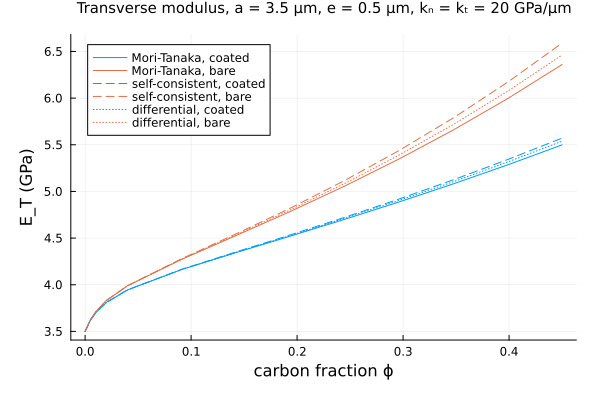 Transverse modulus, a = 3.5 μm, e = 0.5 μm, kₙ = kₜ = 20 GPa/μm
Mori-Tanaka, coated
Mori-Tanaka, bare
self-consistent, coated
self-consistent, bare
differential, coated
differential, bare
E_T (GPa)
6.5
6.0
5.5
5.0
4.5
4.0
3.5
0.0 0.1 0.2 0.3 0.4
carbon fraction ϕ